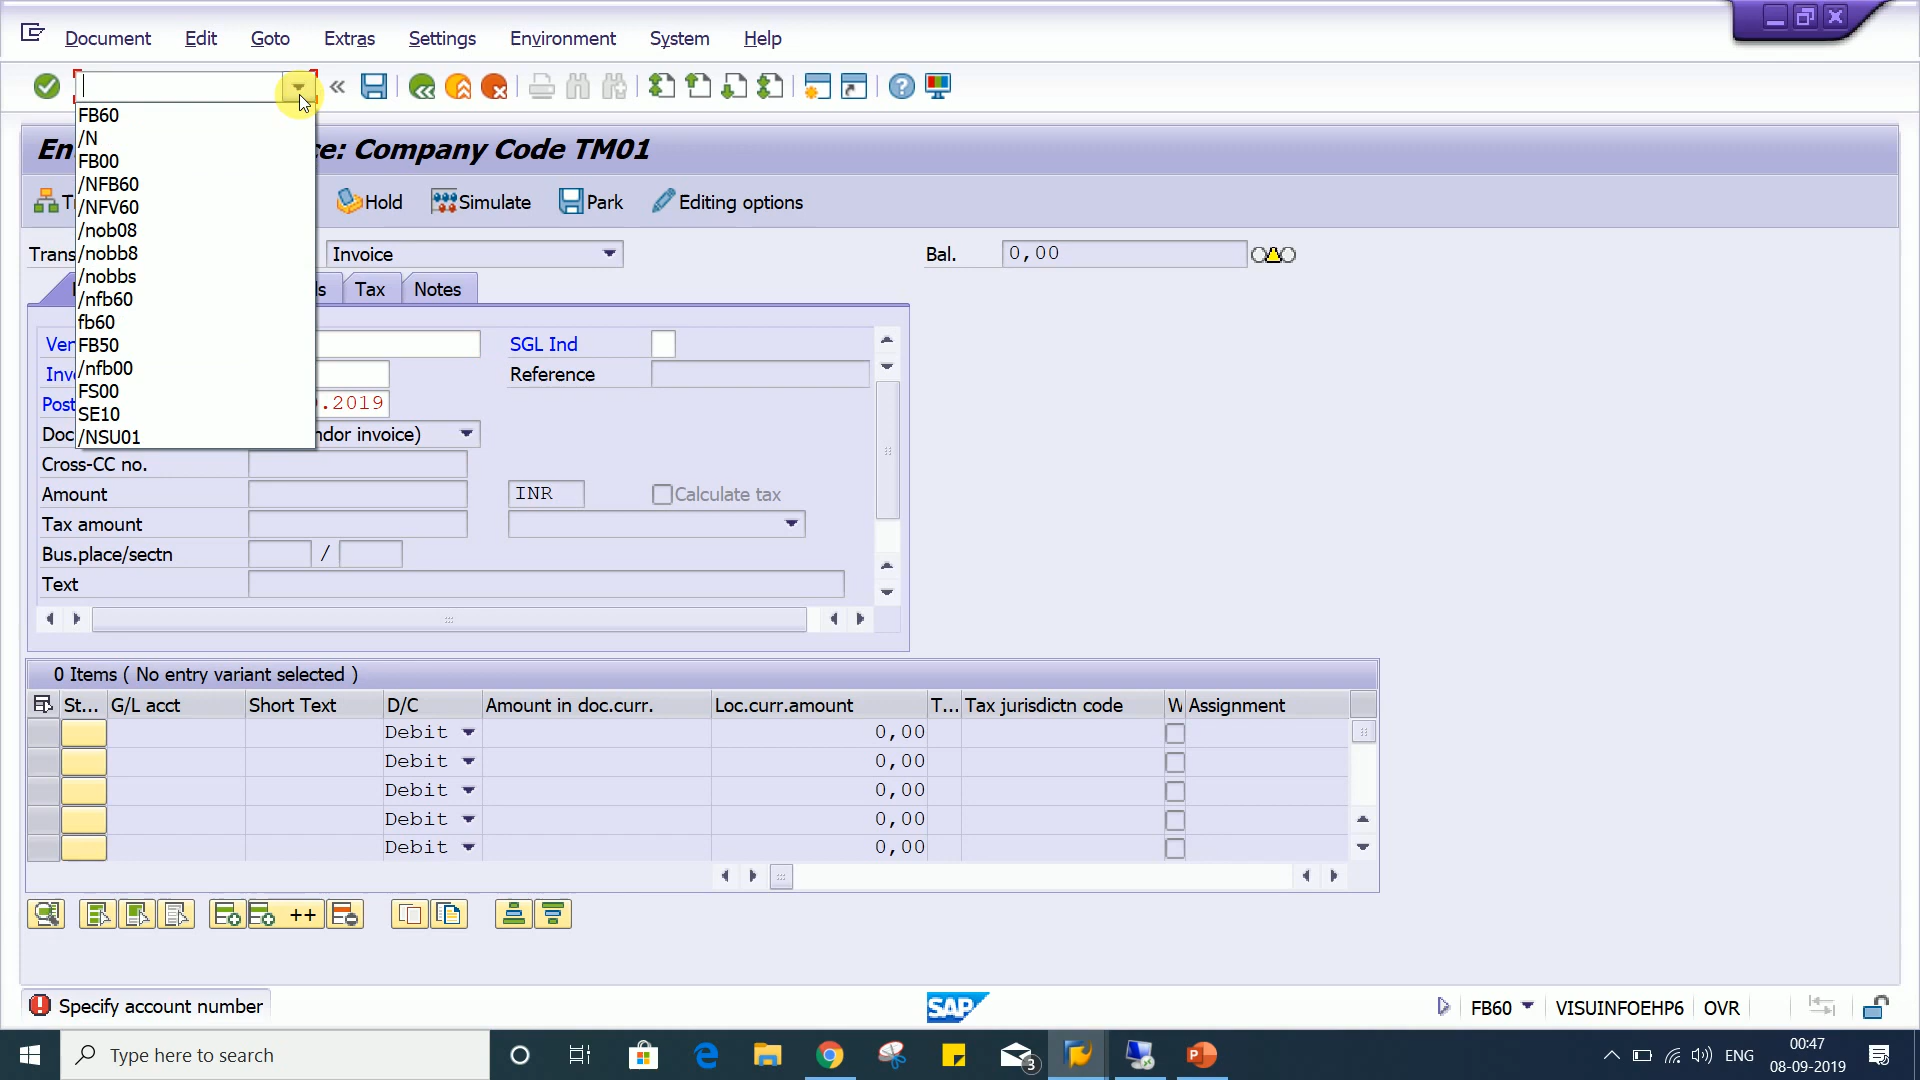 Document Edit Goto Extras Settings Environment System Help
FB60
/N
FB00
/NFB60
/NFV60
/nob08
/nobb8
/nobbs
/nfb60
fb60
FB50
/nfb00
FS00
SE10
/NSU01
En ce: Company Code TM01
T Hold Simulate Park Editing options
Trans Invoice Bal. 0,00
ls Tax Notes
Ven SGL Ind
Invo Reference
Post .2019
Doc ndor invoice)
Cross-CC no.
Amount INR Calculate tax
Tax amount
Bus.place/sectn /
Text
0 Items ( No entry variant selected )
St... G/L acct Short Text D/C Amount in doc.curr. Loc.curr.amount T... Tax jurisdictn code W Assignment
Debit 0,00
Debit 0,00
Debit 0,00
Debit 0,00
Debit 0,00
++
Specify account number SAP FB60 VISUINFOEHP6 OVR
Type here to search 3 ENG 00:47
08-09-2019